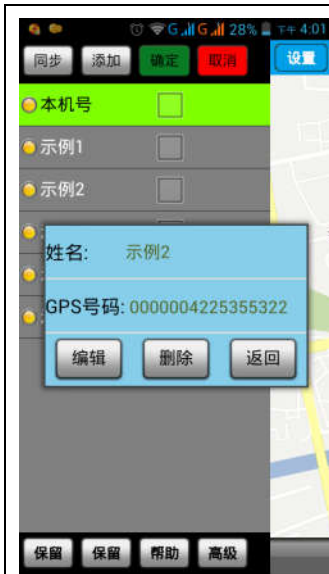 G G 28% 下午 4:01
同步 添加 确定 取消 设置
本机号
示例1
示例2
姓名: 示例2
GPS号码: 0000004225355322
编辑 删除 返回
保留 保留 帮助 高级